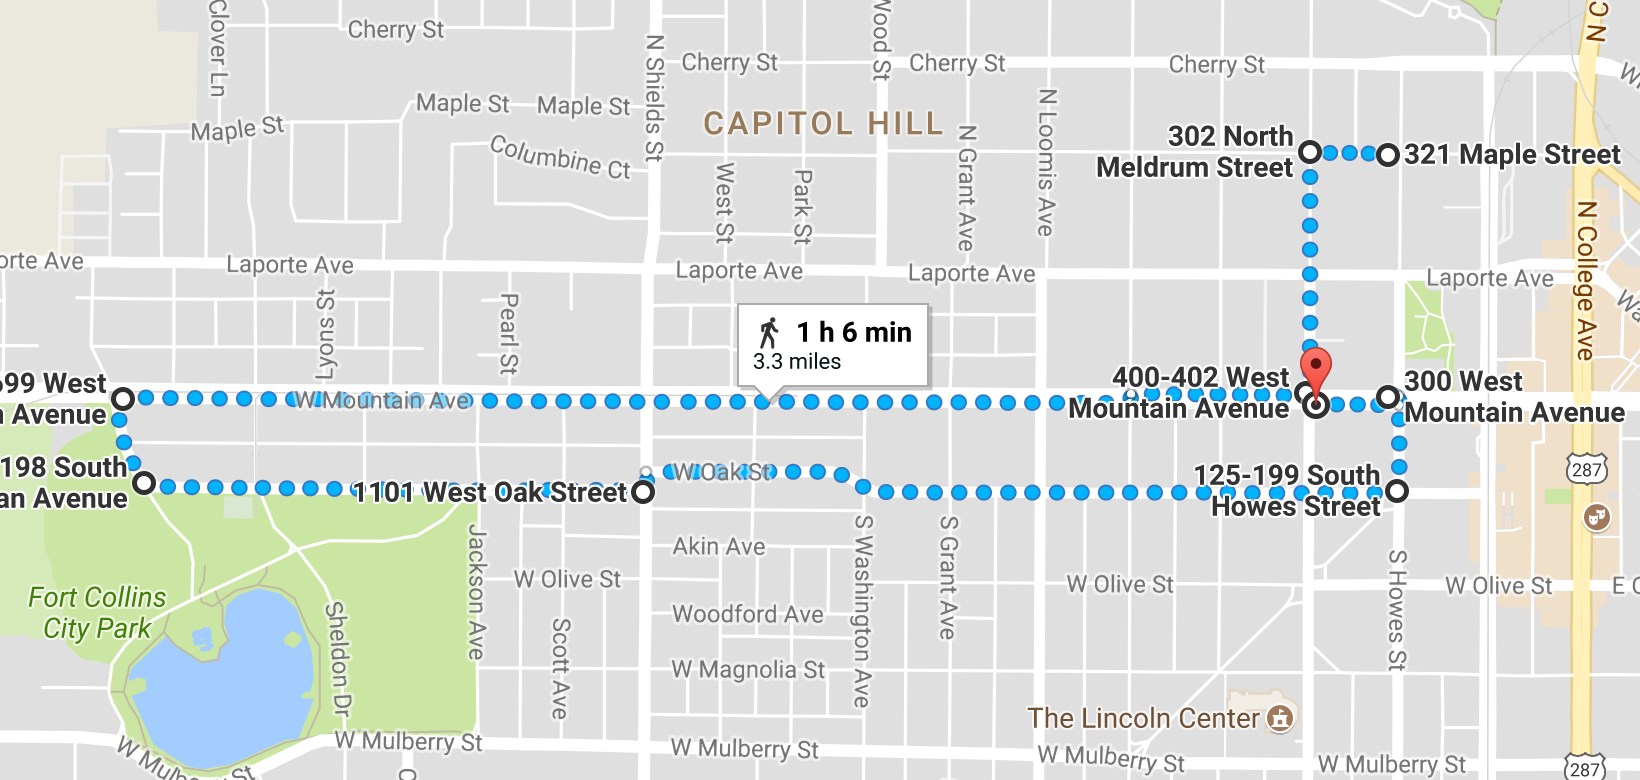 Clover Ln
Cherry St
N Shields St
Cherry St
Wood St
Cherry St
Cherry St
Maple St
Maple St
Maple St
Columbine Ct
CAPITOL HILL
West St
Park St
N Grant Ave
N Loomis Ave
302 North
Meldrum Street
321 Maple Street
N College Ave
orte Ave
Laporte Ave
Laporte Ave
Laporte Ave
Laporte Ave
Lyons St
Pearl St
1 h 6 min
3.3 miles
99 West
n Avenue
W Mountain Ave
400-402 West
Mountain Avenue
300 West
Mountain Avenue
198 South
an Avenue
1101 West Oak Street
W Oak St
125-199 South
Howes Street
287
Jackson Ave
Akin Ave
S Washington Ave
S Grant Ave
W Olive St
W Olive St
W Olive St
S Howes St
Fort Collins
City Park
Sheldon Dr
Scott Ave
Woodford Ave
W Magnolia St
The Lincoln Center
W Mulberry St
W Mulberry St
W Mulberry St
W Mulberry St
287